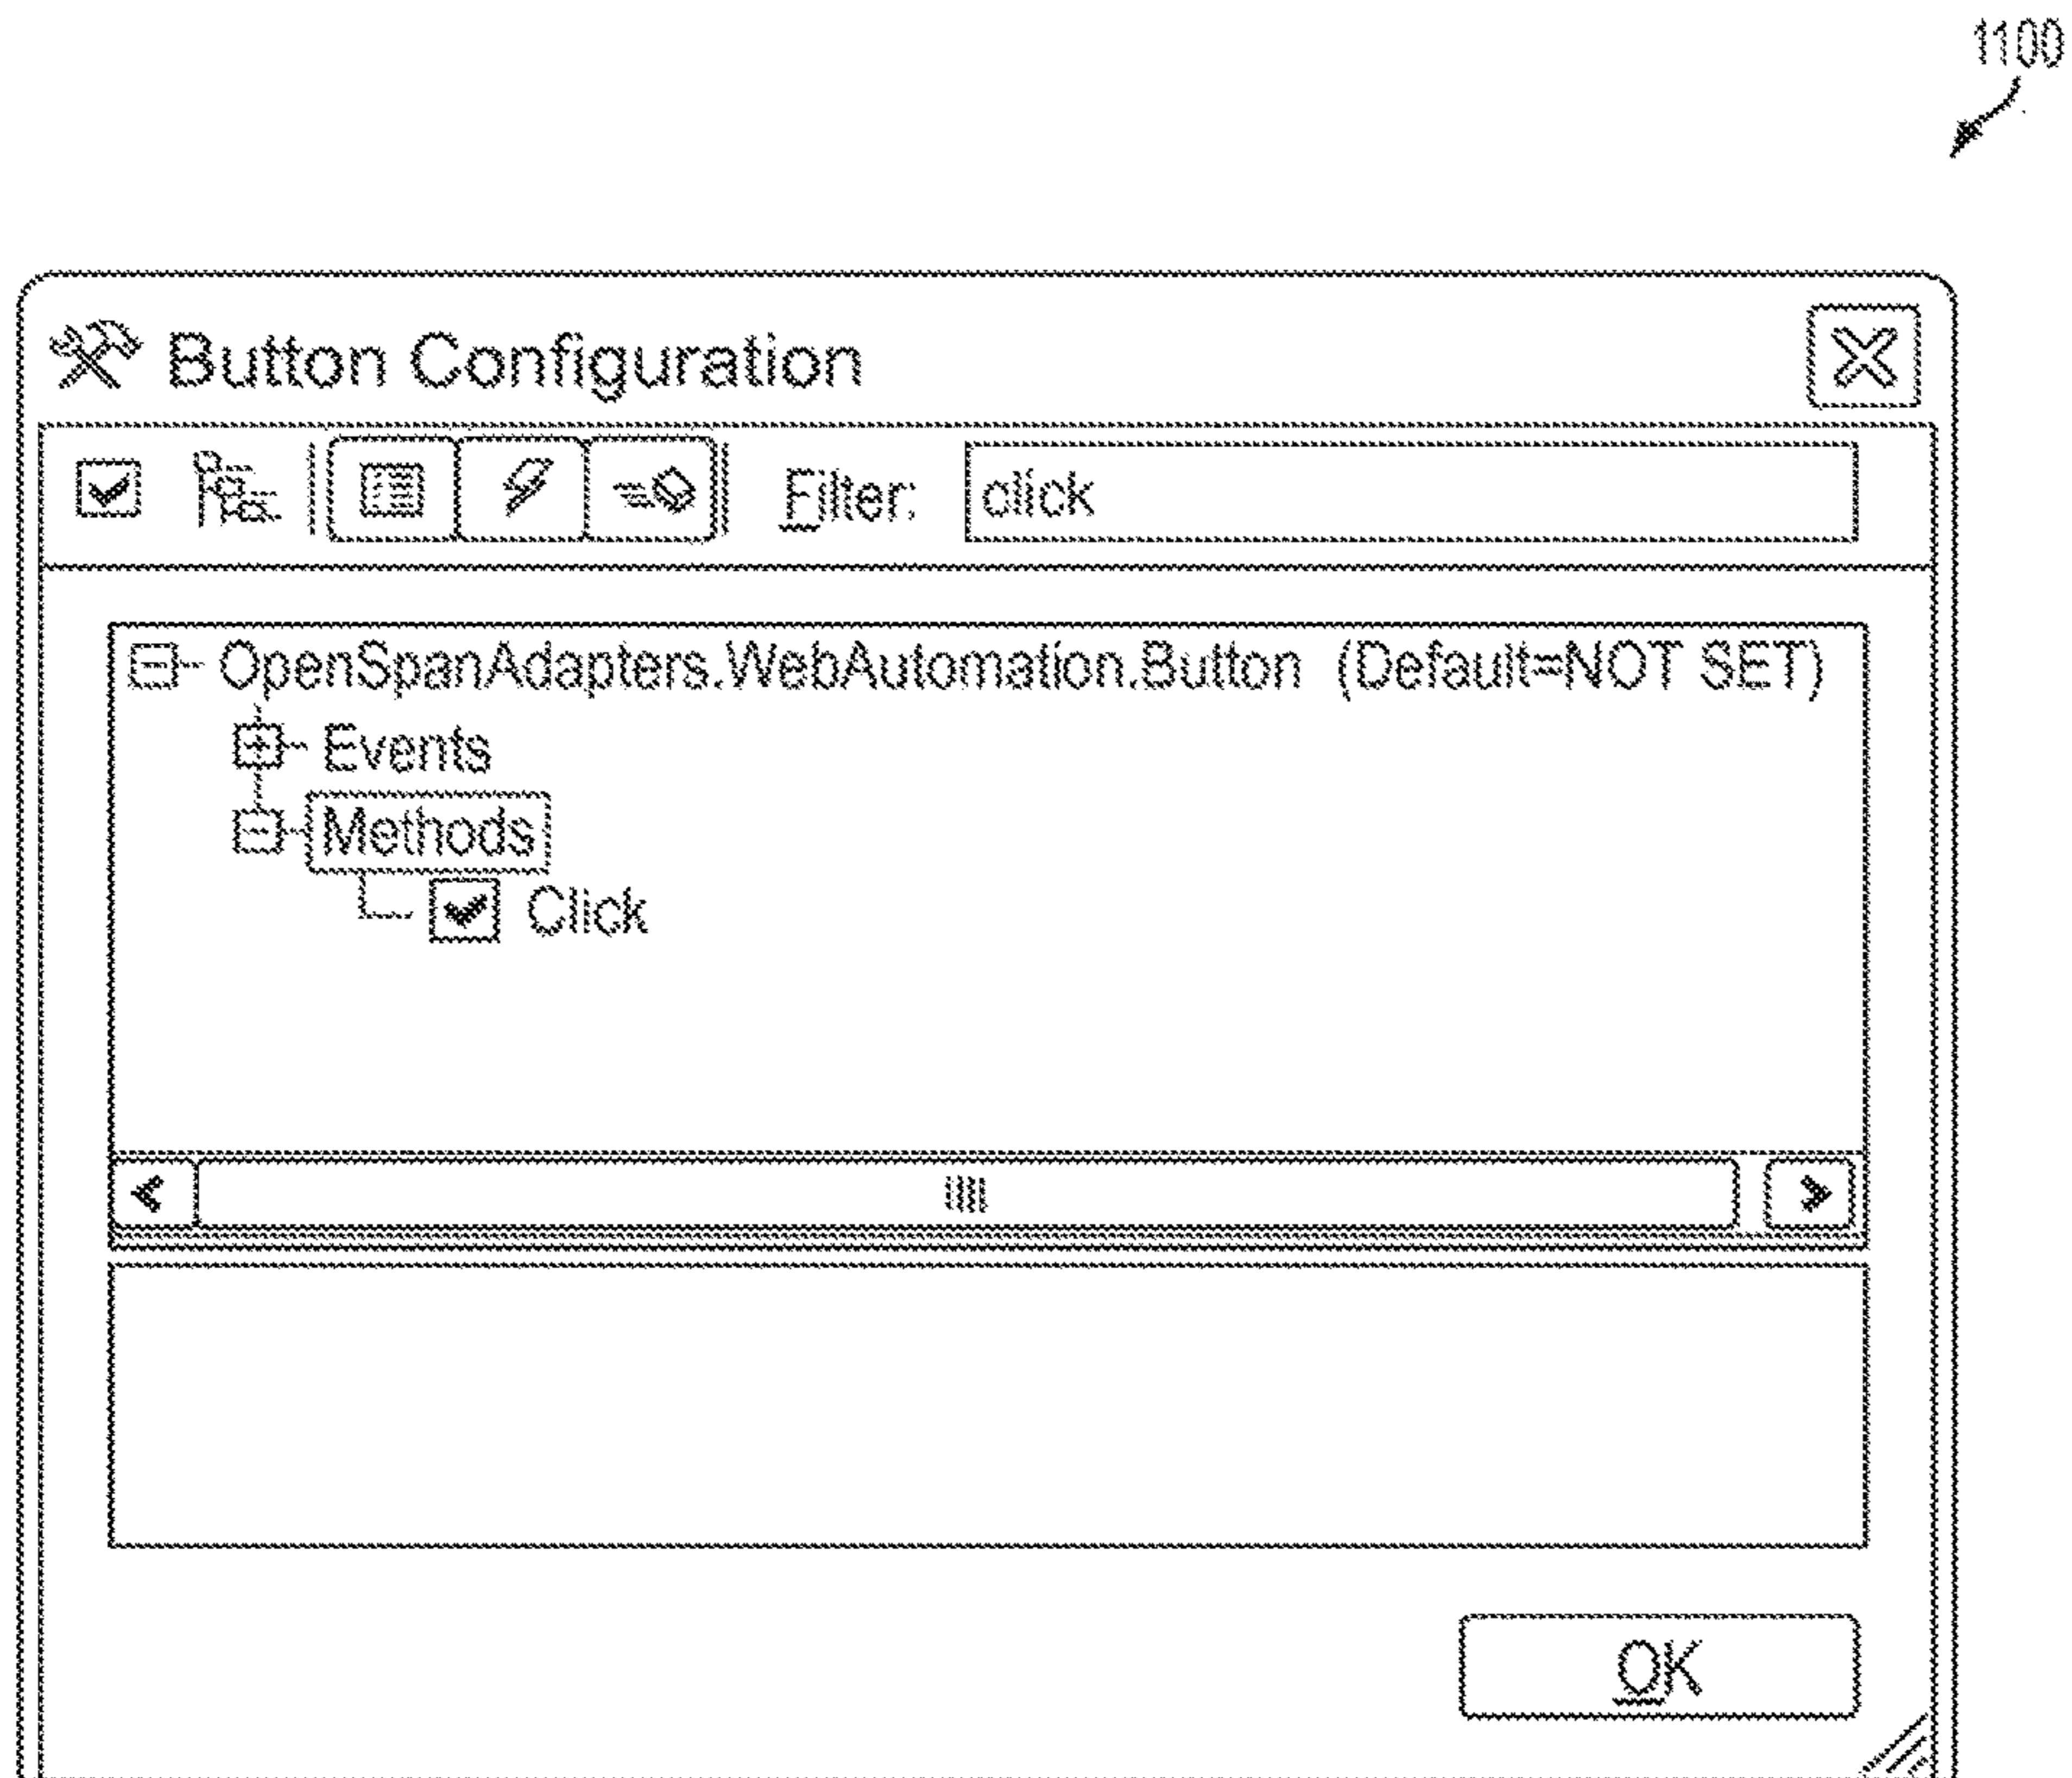 1100
Button Configuration
Filter: click
OpenSpanAdapters.WebAutomation.Button (Default=NOT SET)
Events
Methods
Click
OK